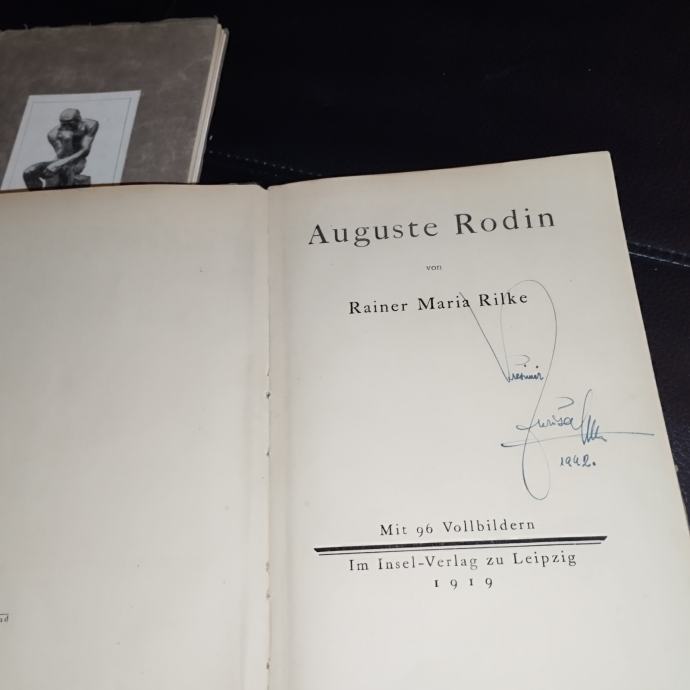 Auguste Rodin
von
Rainer Maria Rilke
1942.
Mit 96 Vollbildern
Im Insel-Verlag zu Leipzig
1919